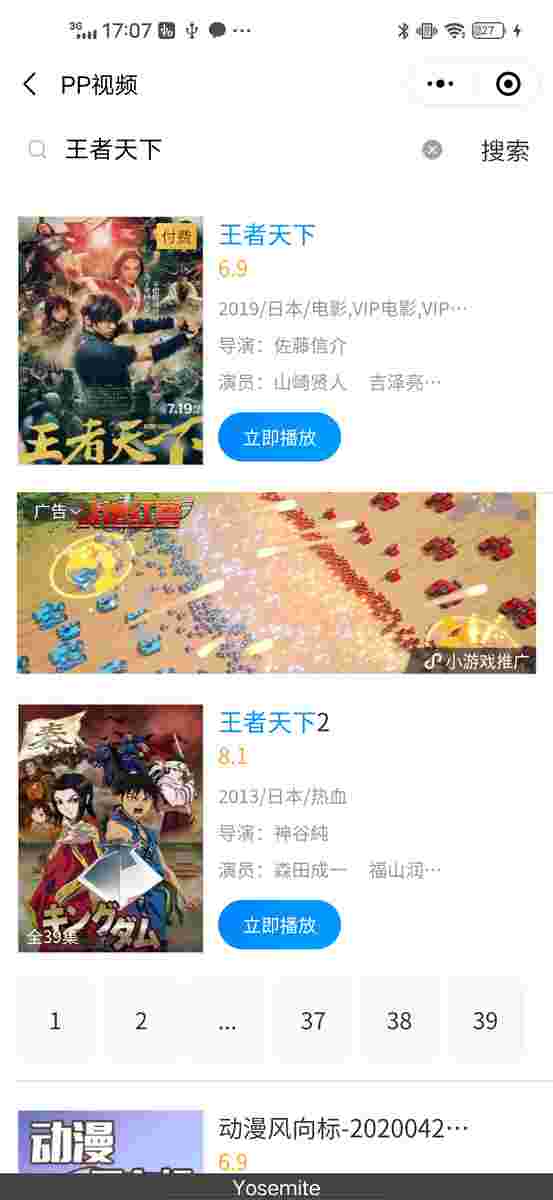 3G 17:07 27
PP视频
王者天下 搜索
付费
7.19
王者天下
王者天下
6.9
2019/日本/电影,VIP电影,VIP…
导演：佐藤信介
演员：山崎贤人 吉泽亮…
立即播放
广告
小游戏推广
秦
キングダム
全39集
王者天下2
8.1
2013/日本/热血
导演：神谷純
演员：森田成一 福山润…
立即播放
1 2 ... 37 38 39
动漫
动漫风向标-2020042…
6.9
Yosemite